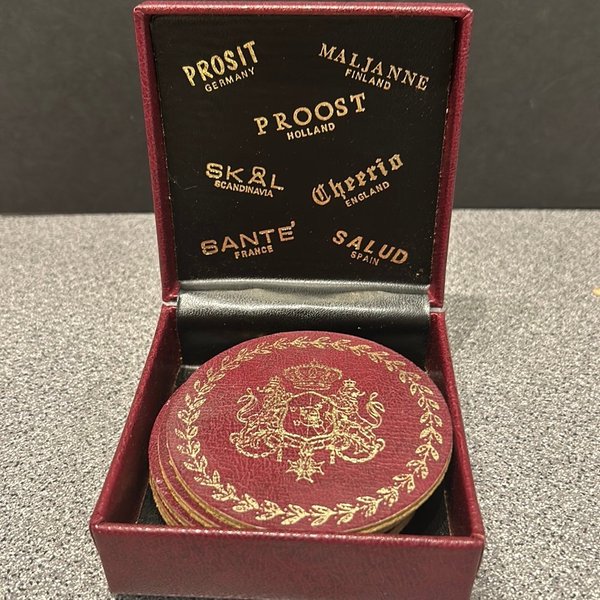 PROSIT
GERMANY
MALJANNE
FINLAND
PROOST
HOLLAND
SKÅL
SCANDINAVIA
Cheerio
ENGLAND
SANTÉ
FRANCE
SALUD
SPAIN